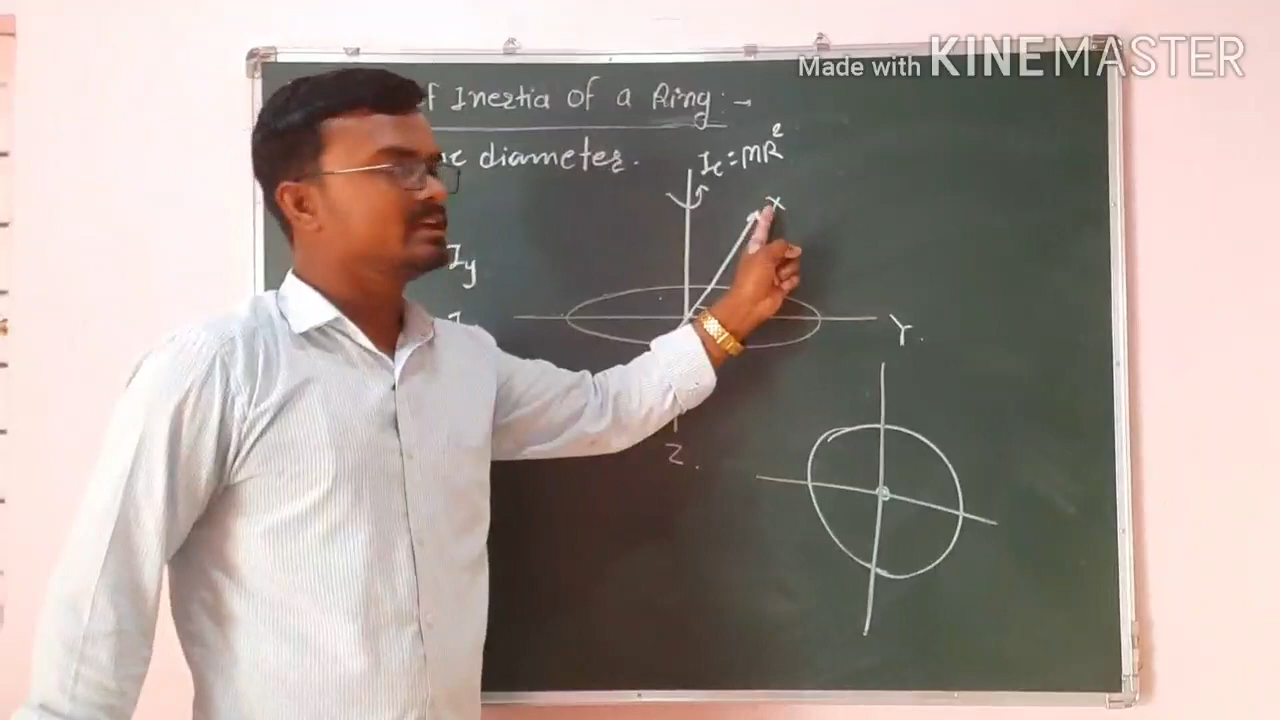 Made with KINEMASTER
f Inertia of a Ring :→
diameter.
Ic = MR²
X
Iy
Y.
Z.